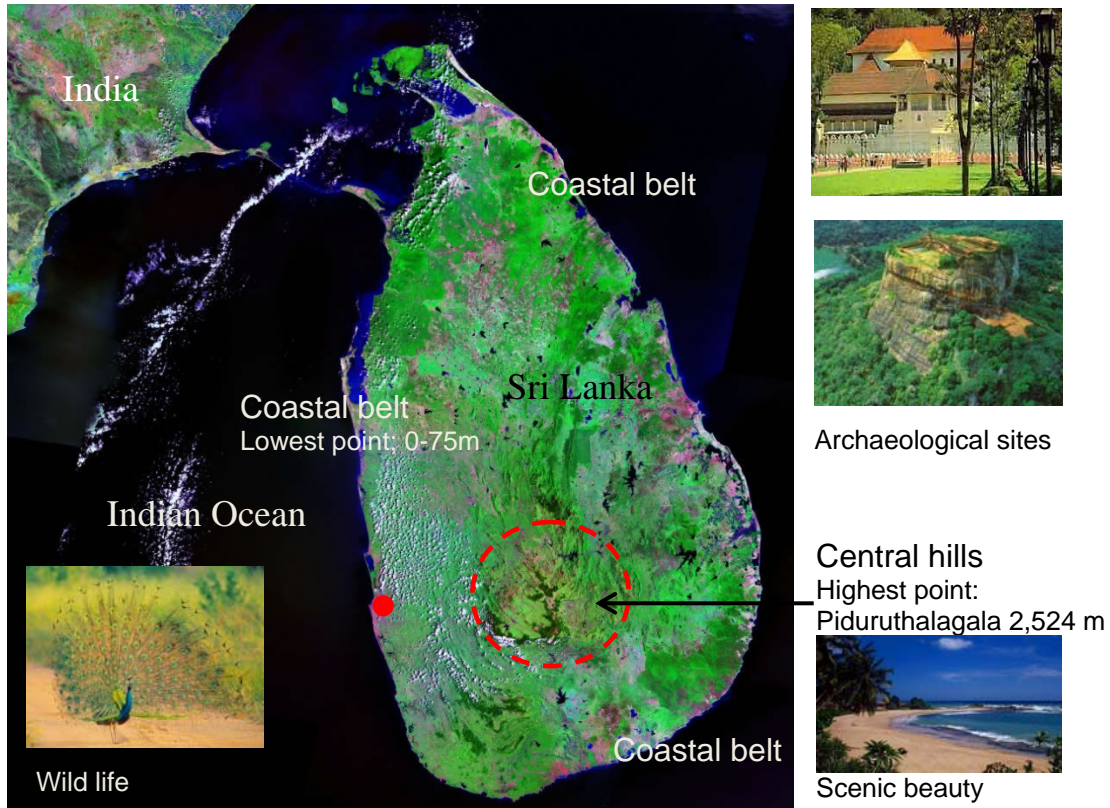 India
Coastal belt
Sri Lanka
Coastal belt
Lowest point; 0-75m
Archaeological sites
Indian Ocean
Central hills
Highest point:
Piduruthalagala 2,524 m
Coastal belt
Wild life
Scenic beauty